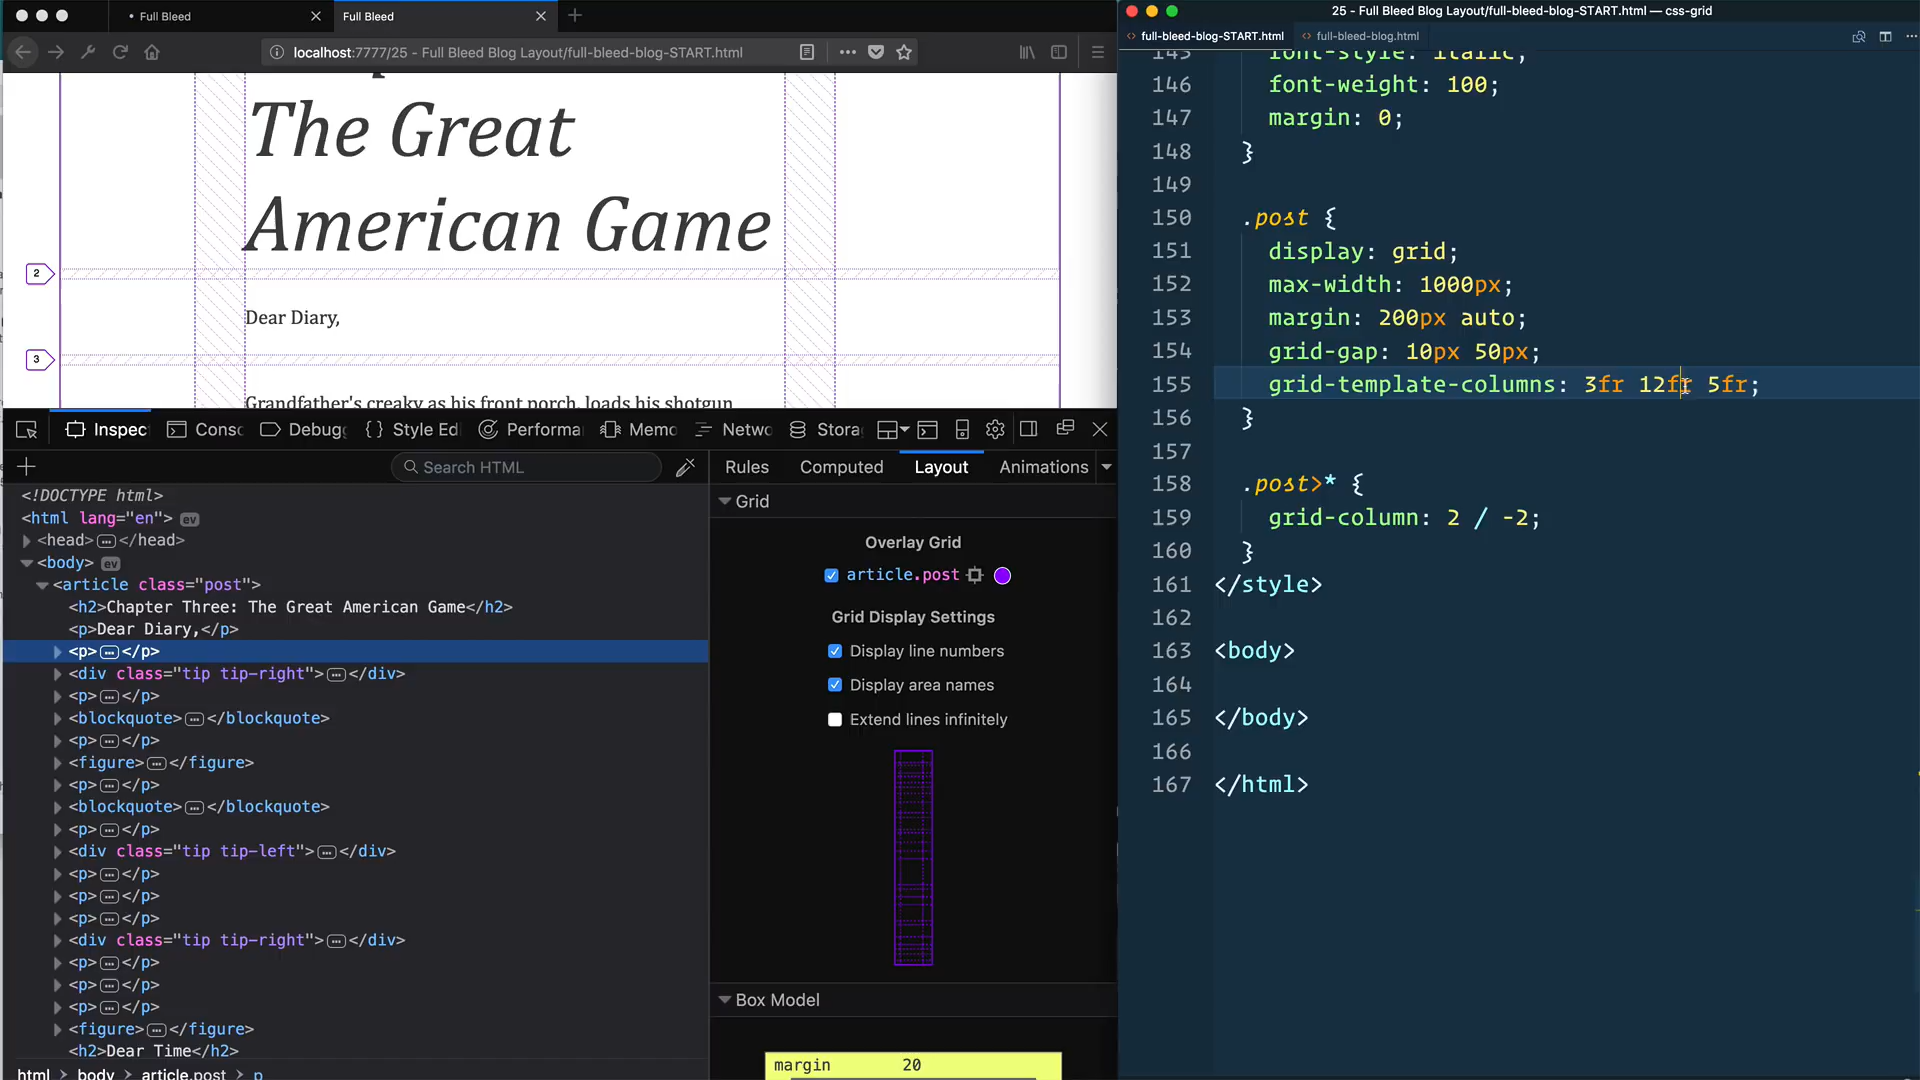 Full Bleed
Full Bleed
localhost:7777/25 - Full Bleed Blog Layout/full-bleed-blog-START.html
The Great
American Game
2
Dear Diary,
3
Grandfather's creaky as his front porch, loads his shotgun
Inspec
Consc
Debug
Style Ed
Performa
Memo
Netwo
Stora
Search HTML
<!DOCTYPE html>
<html lang="en"> ev
<head> </head>
<body> ev
<article class="post">
<h2>Chapter Three: The Great American Game</h2>
<p>Dear Diary,</p>
<p> </p>
<div class="tip tip-right"> </div>
<p> </p>
<blockquote> </blockquote>
<p> </p>
<figure> </figure>
<p> </p>
<blockquote> </blockquote>
<p> </p>
<div class="tip tip-left"> </div>
<p> </p>
<p> </p>
<p> </p>
<div class="tip tip-right"> </div>
<p> </p>
<p> </p>
<p> </p>
<figure> </figure>
<h2>Dear Time</h2>
html > body > article.post > p
Rules Computed Layout Animations
Grid
Overlay Grid
article.post
Grid Display Settings
Display line numbers
Display area names
Extend lines infinitely
Box Model
margin 20
25 - Full Bleed Blog Layout/full-bleed-blog-START.html — css-grid
full-bleed-blog-START.html
full-bleed-blog.html
145 font-style: italic;
146 font-weight: 100;
147 margin: 0;
148 }
149
150 .post {
151 display: grid;
152 max-width: 1000px;
153 margin: 200px auto;
154 grid-gap: 10px 50px;
155 grid-template-columns: 3fr 12fr 5fr;
156 }
157
158 .post>* {
159 grid-column: 2 / -2;
160 }
161 </style>
162
163 <body>
164
165 </body>
166
167 </html>